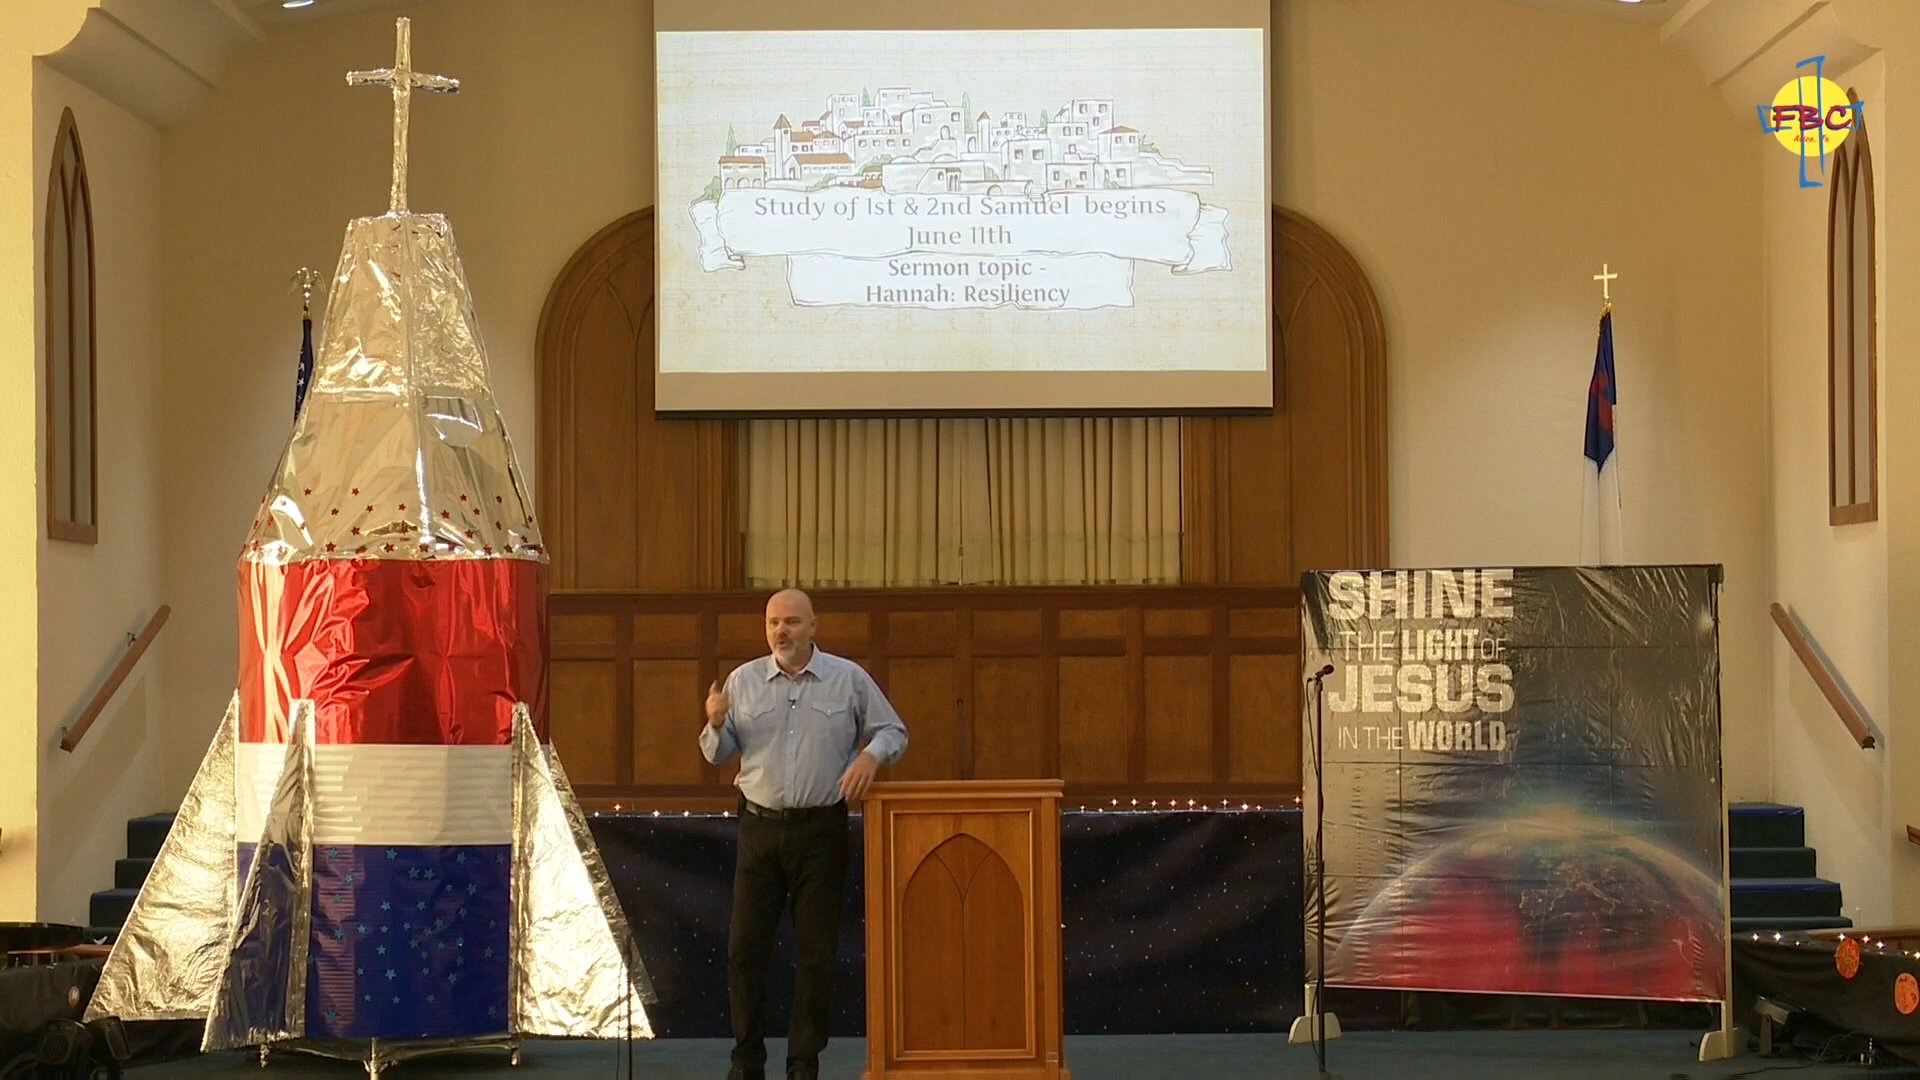 Study of 1st & 2nd Samuel begins
June 11th
Sermon topic -
Hannah: Resiliency
FBC
SHINE
THE LIGHT OF
JESUS
IN THE WORLD